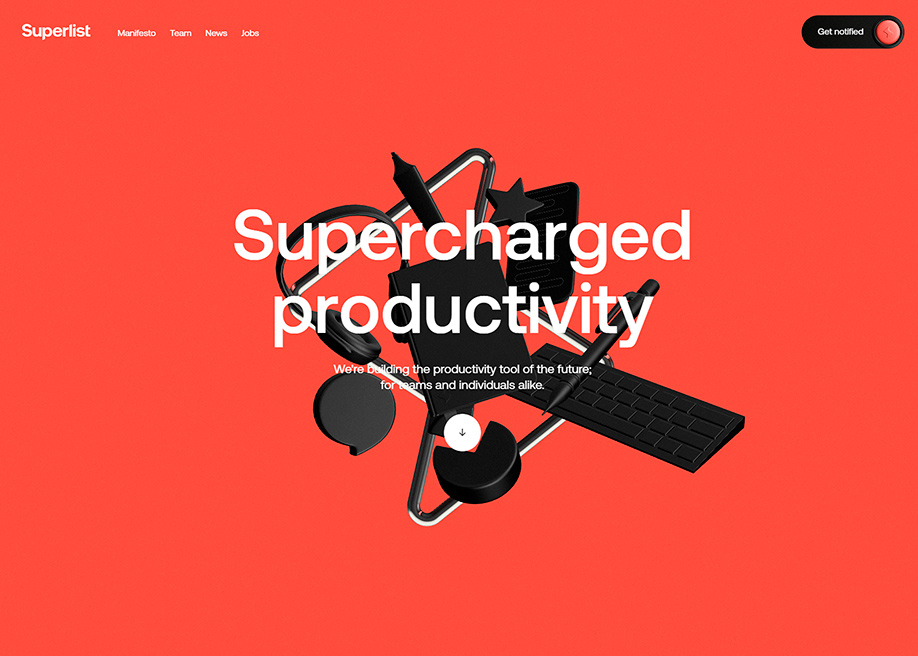 Superlist
Manifesto
Team
News
Jobs
Get notified
Supercharged
productivity
We're building the productivity tool of the future;
for teams and individuals alike.